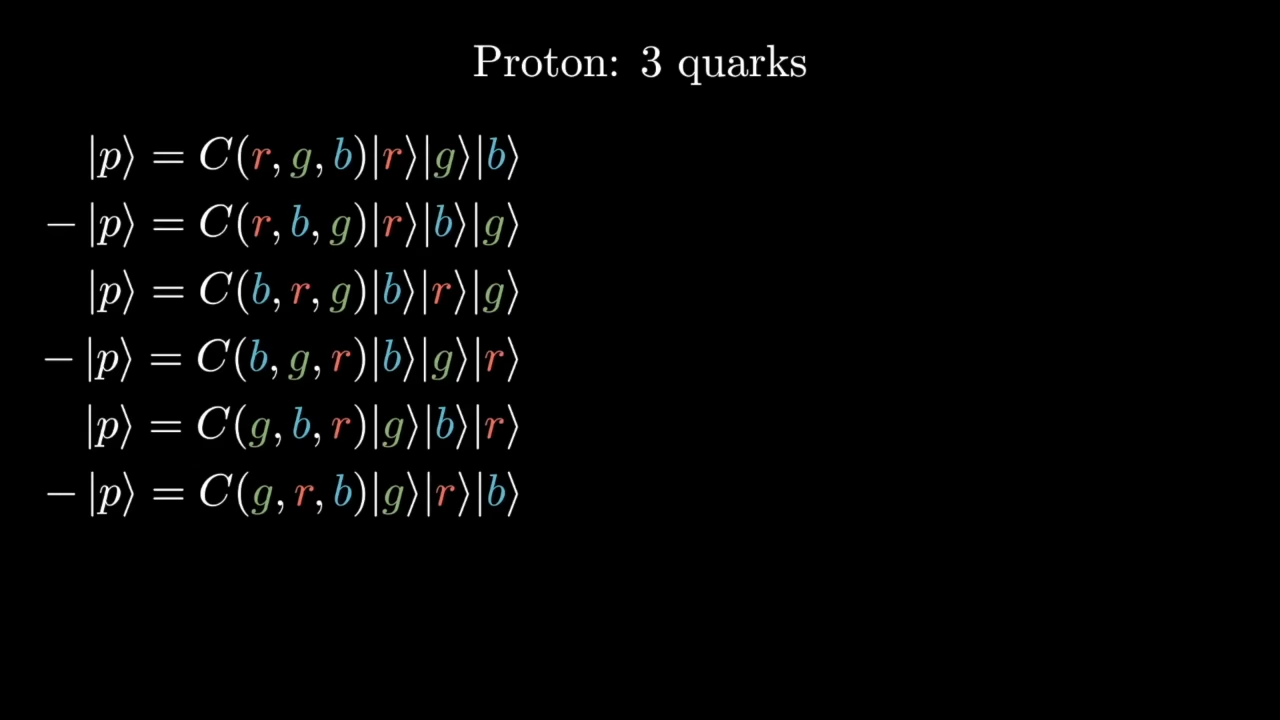 Proton: 3 quarks
|p⟩ = C(r, g, b)|r⟩|g⟩|b⟩
−|p⟩ = C(r, b, g)|r⟩|b⟩|g⟩
|p⟩ = C(b, r, g)|b⟩|r⟩|g⟩
−|p⟩ = C(b, g, r)|b⟩|g⟩|r⟩
|p⟩ = C(g, b, r)|g⟩|b⟩|r⟩
−|p⟩ = C(g, r, b)|g⟩|r⟩|b⟩